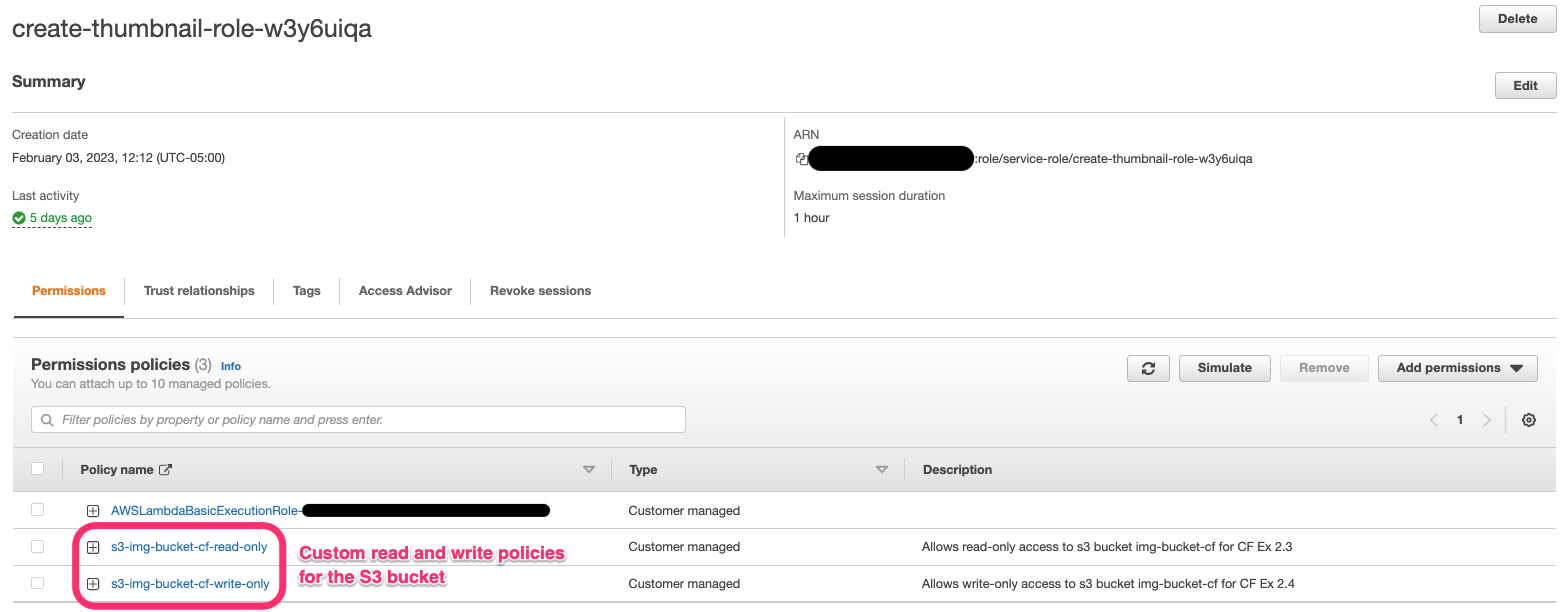 create-thumbnail-role-w3y6uiqa
Delete
Summary
Edit
Creation date
February 03, 2023, 12:12 (UTC-05:00)
ARN
:role/service-role/create-thumbnail-role-w3y6uiqa
Last activity
5 days ago
Maximum session duration
1 hour
Permissions Trust relationships Tags Access Advisor Revoke sessions
Permissions policies (3) Info
You can attach up to 10 managed policies.
Simulate Remove Add permissions
Filter policies by property or policy name and press enter.
1
Policy name Type Description
AWSLambdaBasicExecutionRole- Customer managed
s3-img-bucket-cf-read-only Customer managed Allows read-only access to s3 bucket img-bucket-cf for CF Ex 2.3
Custom read and write policies
for the S3 bucket
s3-img-bucket-cf-write-only Customer managed Allows write-only access to s3 bucket img-bucket-cf for CF Ex 2.4